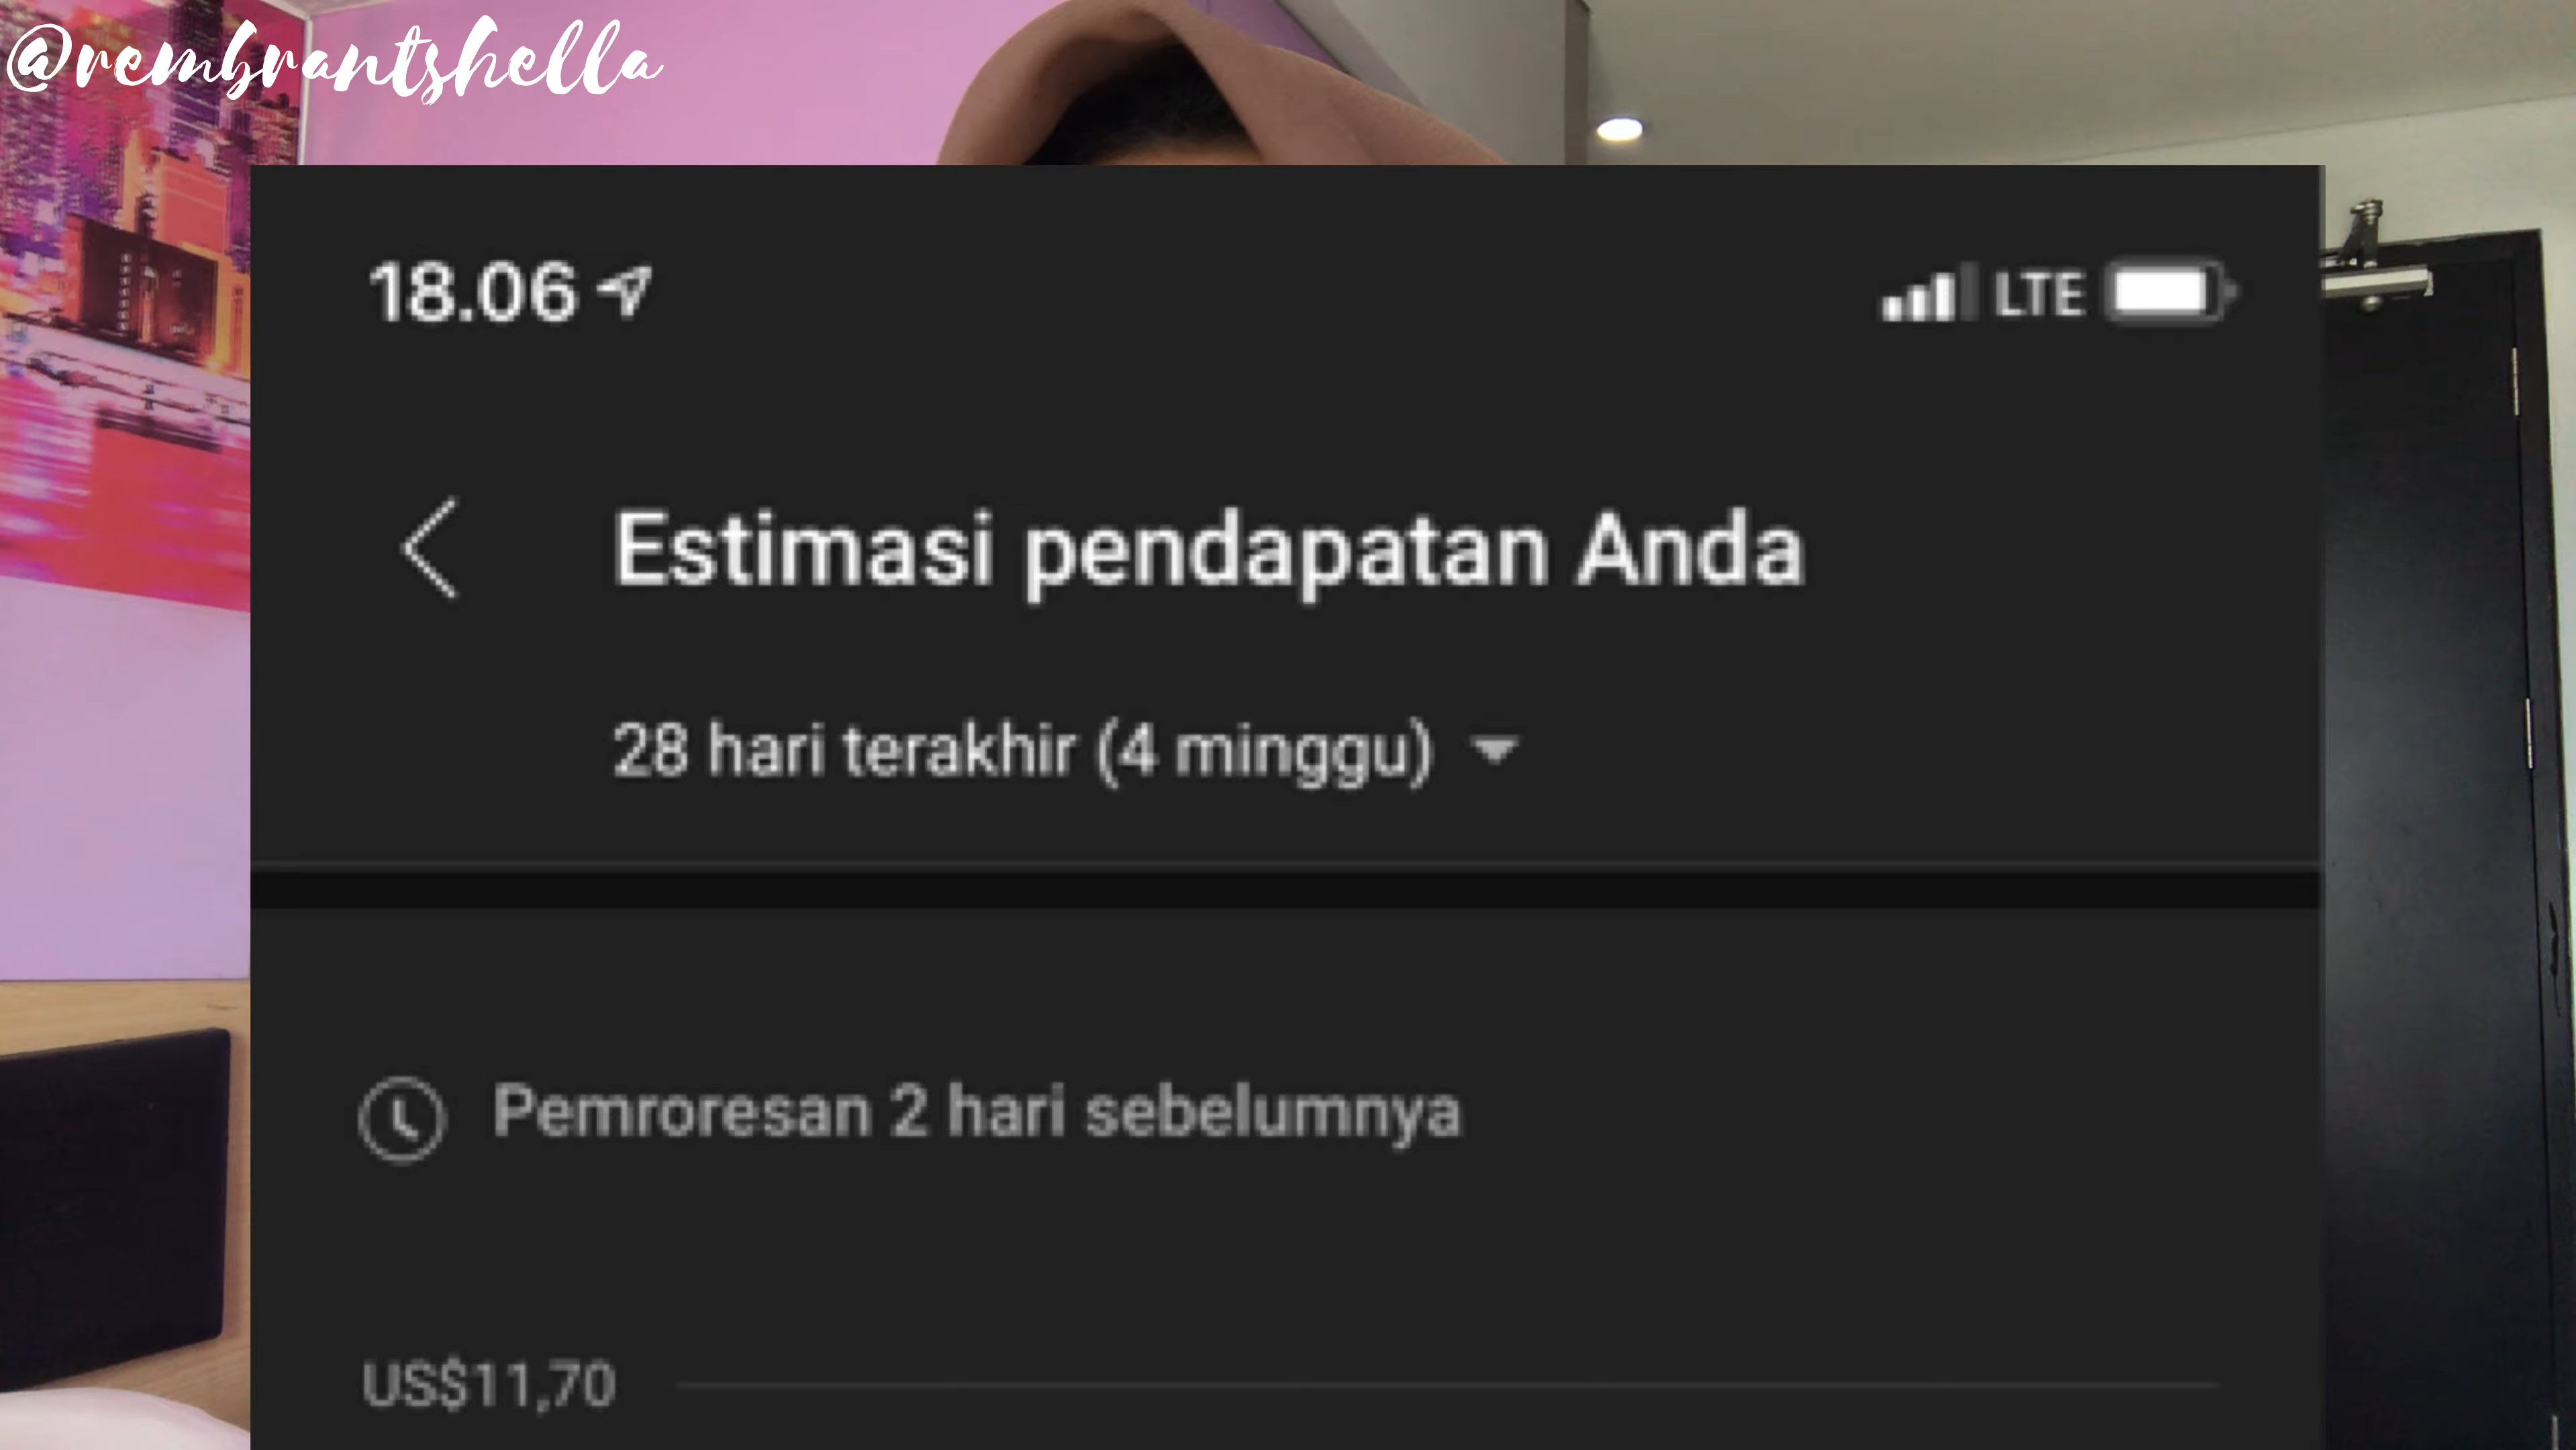 @rembrantshella
18.06 LTE
Estimasi pendapatan Anda
28 hari terakhir (4 minggu)
Pemroresan 2 hari sebelumnya
US$11,70